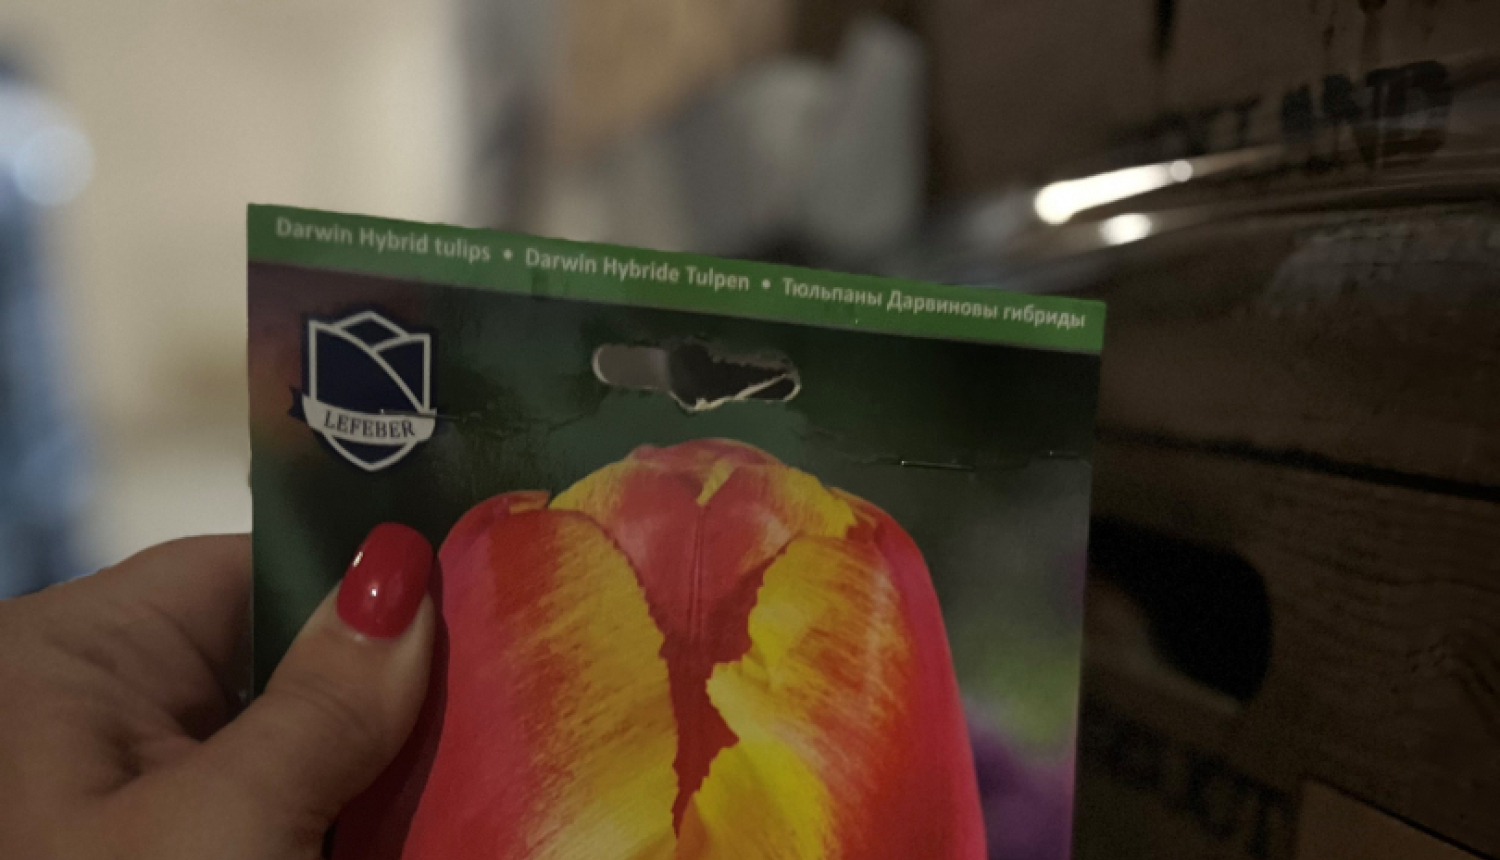 Darwin Hybrid tulips • Darwin Hybride Tulpen • Тюльпаны Дарвиновы гибриды
LEFEBER